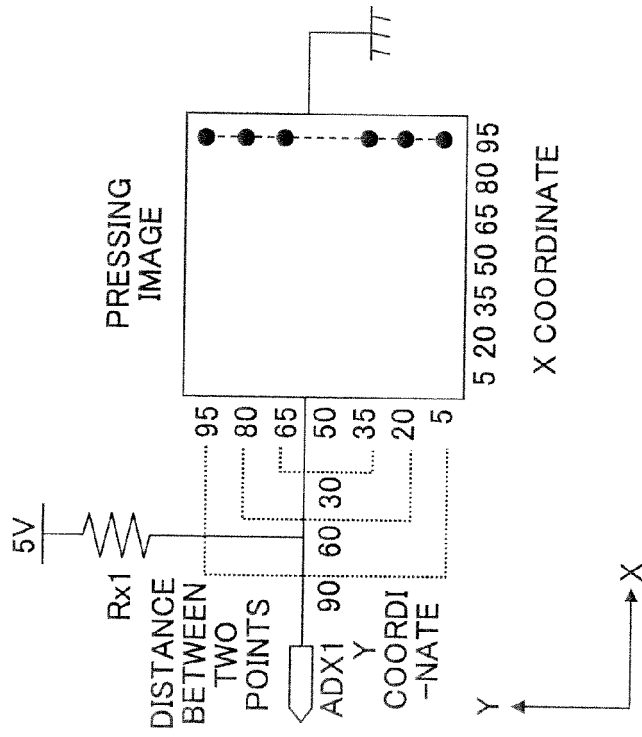 5V
Rx1
PRESSING
IMAGE
DISTANCE
BETWEEN
TWO
POINTS
95
80
65
50
35
20
5
90 60 30
ADX1
Y
COORDI
-NATE
5 20 35 50 65 80 95
X COORDINATE
Y
X